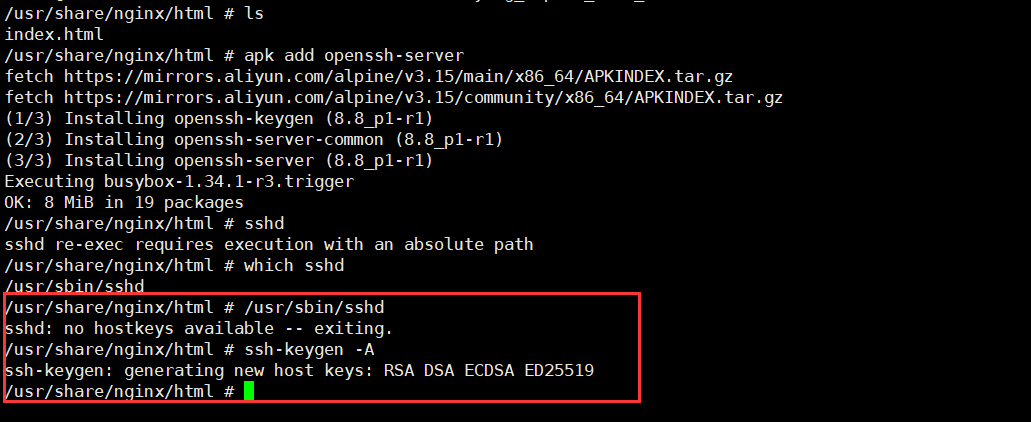 /usr/share/nginx/html # ls
index.html
/usr/share/nginx/html # apk add openssh-server
fetch https://mirrors.aliyun.com/alpine/v3.15/main/x86_64/APKINDEX.tar.gz
fetch https://mirrors.aliyun.com/alpine/v3.15/community/x86_64/APKINDEX.tar.gz
(1/3) Installing openssh-keygen (8.8_p1-r1)
(2/3) Installing openssh-server-common (8.8_p1-r1)
(3/3) Installing openssh-server (8.8_p1-r1)
Executing busybox-1.34.1-r3.trigger
OK: 8 MiB in 19 packages
/usr/share/nginx/html # sshd
sshd re-exec requires execution with an absolute path
/usr/share/nginx/html # which sshd
/usr/sbin/sshd
/usr/share/nginx/html # /usr/sbin/sshd
sshd: no hostkeys available -- exiting.
/usr/share/nginx/html # ssh-keygen -A
ssh-keygen: generating new host keys: RSA DSA ECDSA ED25519
/usr/share/nginx/html #